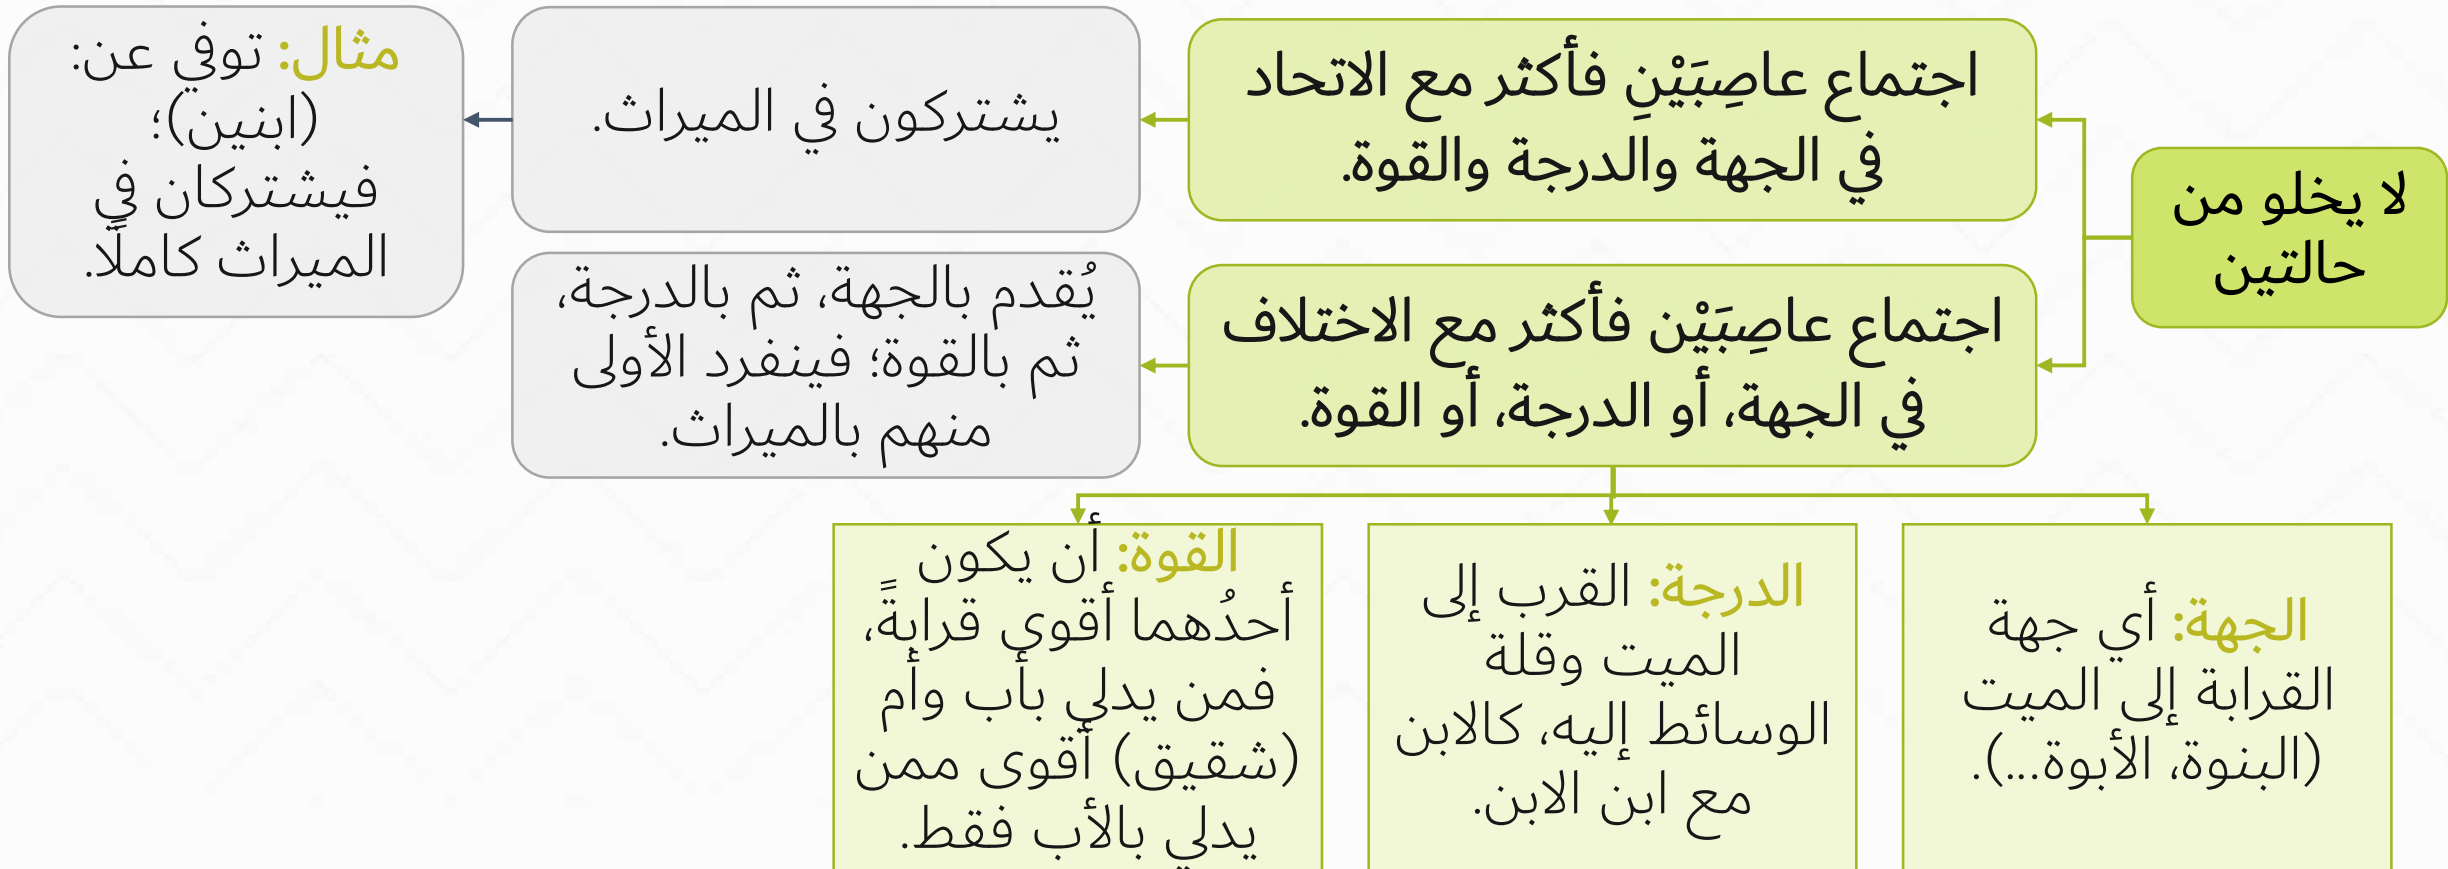 لا يخلو من
حالتين
اجتماع عاصِبَيْنِ فأكثر مع الاتحاد
في الجهة والدرجة والقوة.
يشتركون في الميراث.
مثال: توفي عن:
(ابنين)؛
فيشتركان في
الميراث كاملًا.
اجتماع عاصِبَيْن فأكثر مع الاختلاف
في الجهة، أو الدرجة، أو القوة.
يُقدم بالجهة، ثم بالدرجة،
ثم بالقوة؛ فينفرد الأولى
منهم بالميراث.
الجهة: أي جهة
القرابة إلى الميت
(البنوة، الأبوة...).
الدرجة: القرب إلى
الميت وقلة
الوسائط إليه، كالابن
مع ابن الابن.
القوة: أن يكون
أحدُهما أقوى قرابةً،
فمن يدلي بأب وأم
(شقيق) أقوى ممن
يدلي بالأب فقط.